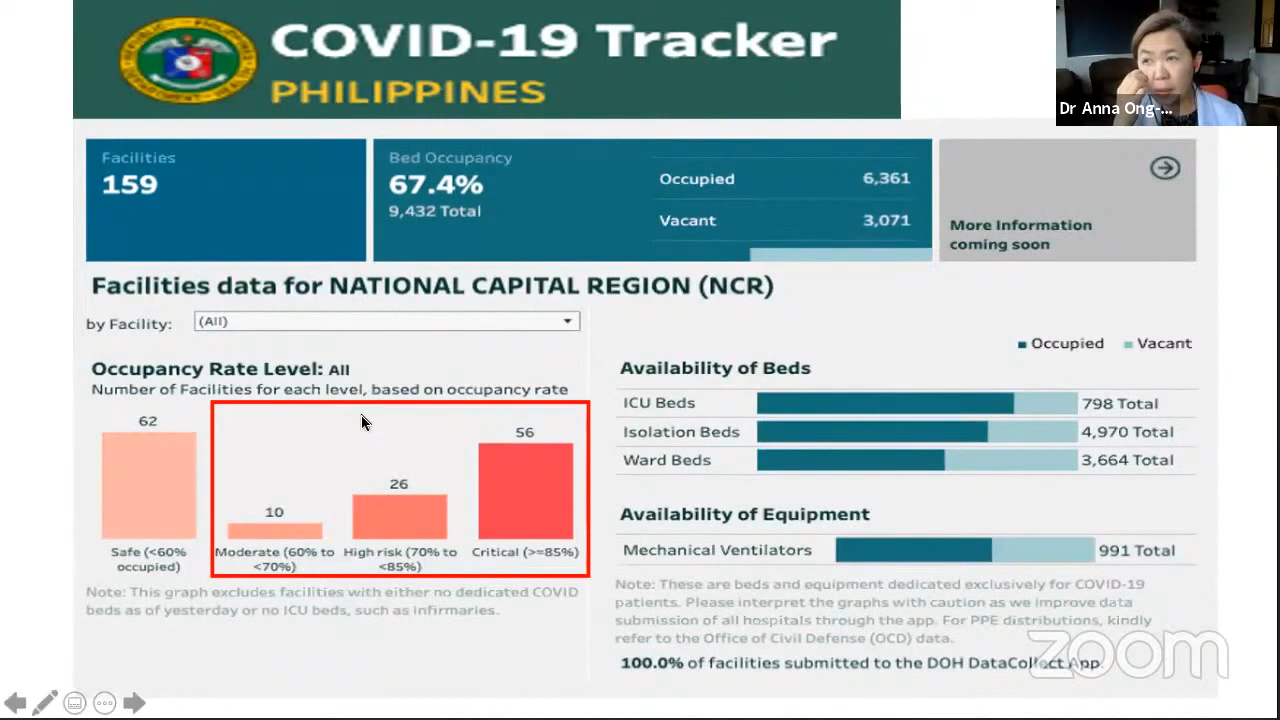 COVID-19 Tracker
PHILIPPINES
Dr Anna Ong-...
Facilities
159
Bed Occupancy
67.4%
9,432 Total
Occupied 6,361
Vacant 3,071
More Information
coming soon
Facilities data for NATIONAL CAPITAL REGION (NCR)
by Facility: (All)
Occupied Vacant
Occupancy Rate Level: All
Number of Facilities for each level, based on occupancy rate
62
10
26
56
Safe (<60%
occupied)
Moderate (60% to
<70%)
High risk (70% to
<85%)
Critical (>=85%)
Note: This graph excludes facilities with either no dedicated COVID
beds as of yesterday or no ICU beds, such as infirmaries.
Availability of Beds
ICU Beds 798 Total
Isolation Beds 4,970 Total
Ward Beds 3,664 Total
Availability of Equipment
Mechanical Ventilators 991 Total
Note: These are beds and equipment dedicated exclusively for COVID-19
patients. Please interpret the graphs with caution as we improve data
submission of all hospitals through the app. For PPE distributions, kindly
refer to the Office of Civil Defense (OCD) data.
100.0% of facilities submitted to the DOH DataCollect App.
zoom